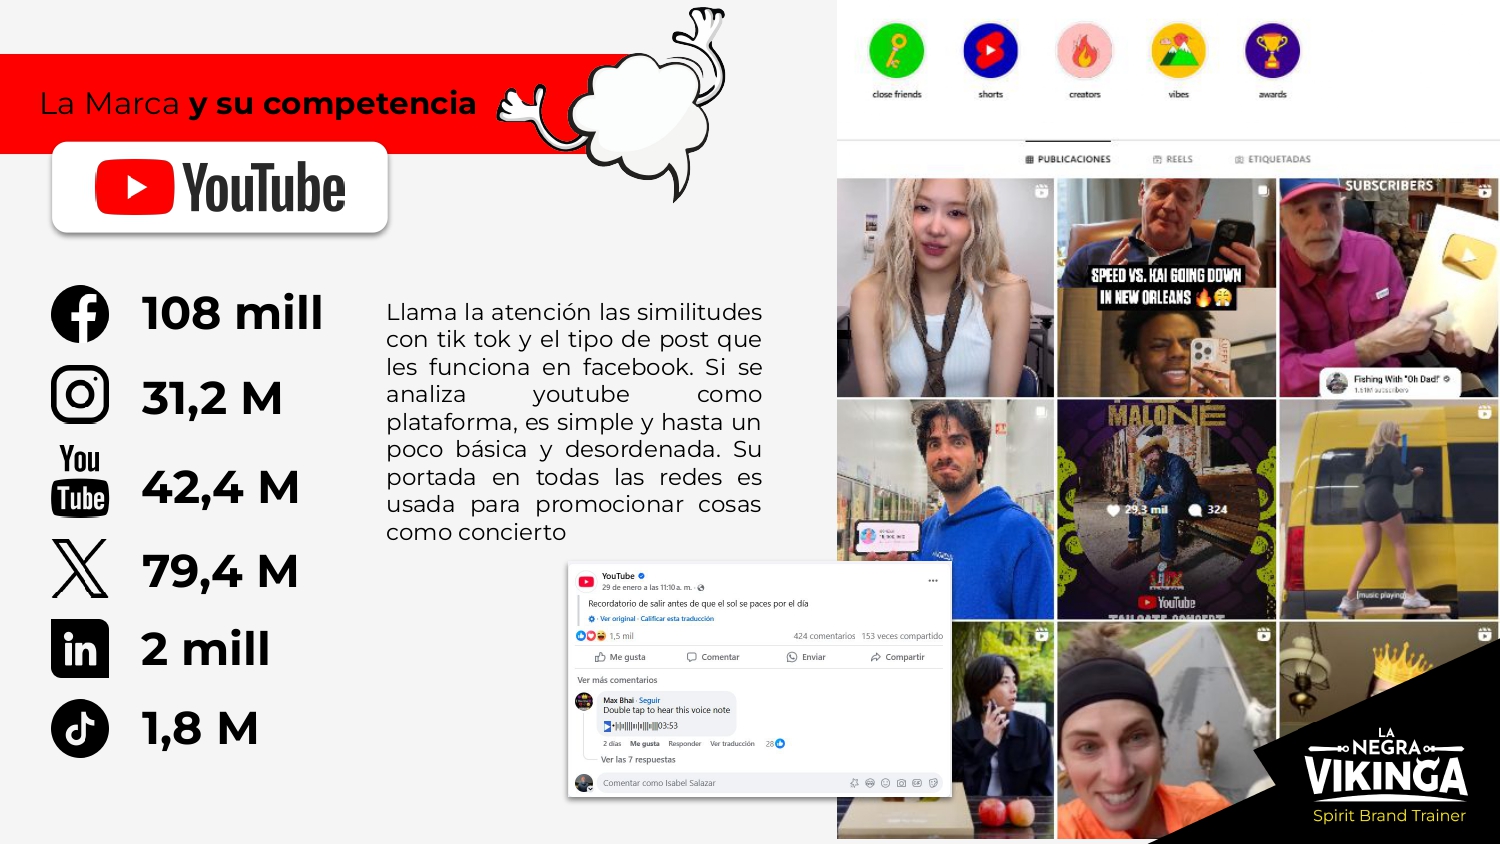 La Marca y su competencia
YouTube
108 mill
31,2 M
You
Tube
42,4 M
79,4 M
in
2 mill
1,8 M
Llama la atención las similitudes
con tik tok y el tipo de post que
les funciona en facebook. Si se
analiza youtube como
plataforma, es simple y hasta un
poco básica y desordenada. Su
portada en todas las redes es
usada para promocionar cosas
como concierto
YouTube
29 de enero a las 11:10 a. m. ·
Recordatorio de salir antes de que el sol se paces por el día
· Ver original · Calificar esta traducción
1,5 mil
424 comentarios 153 veces compartido
Me gusta Comentar Enviar Compartir
Ver más comentarios
Max Bhai · Seguir
Double tap to hear this voice note
03:53
2 días Me gusta Responder Ver traducción 28
Ver las 7 respuestas
Comentar como Isabel Salazar
close friends shorts creators vibes awards
PUBLICACIONES REELS ETIQUETADAS
SPEED VS. KAI GOING DOWN
IN NEW ORLEANS
SUBSCRIBERS
Fishing With "Oh Dad!"
1.51M subscribers
MALONE
29,3 mil 324
YouTube
TAILGATE CONCERT
[music playing]
LA
NEGRA
VIKINGA
Spirit Brand Trainer